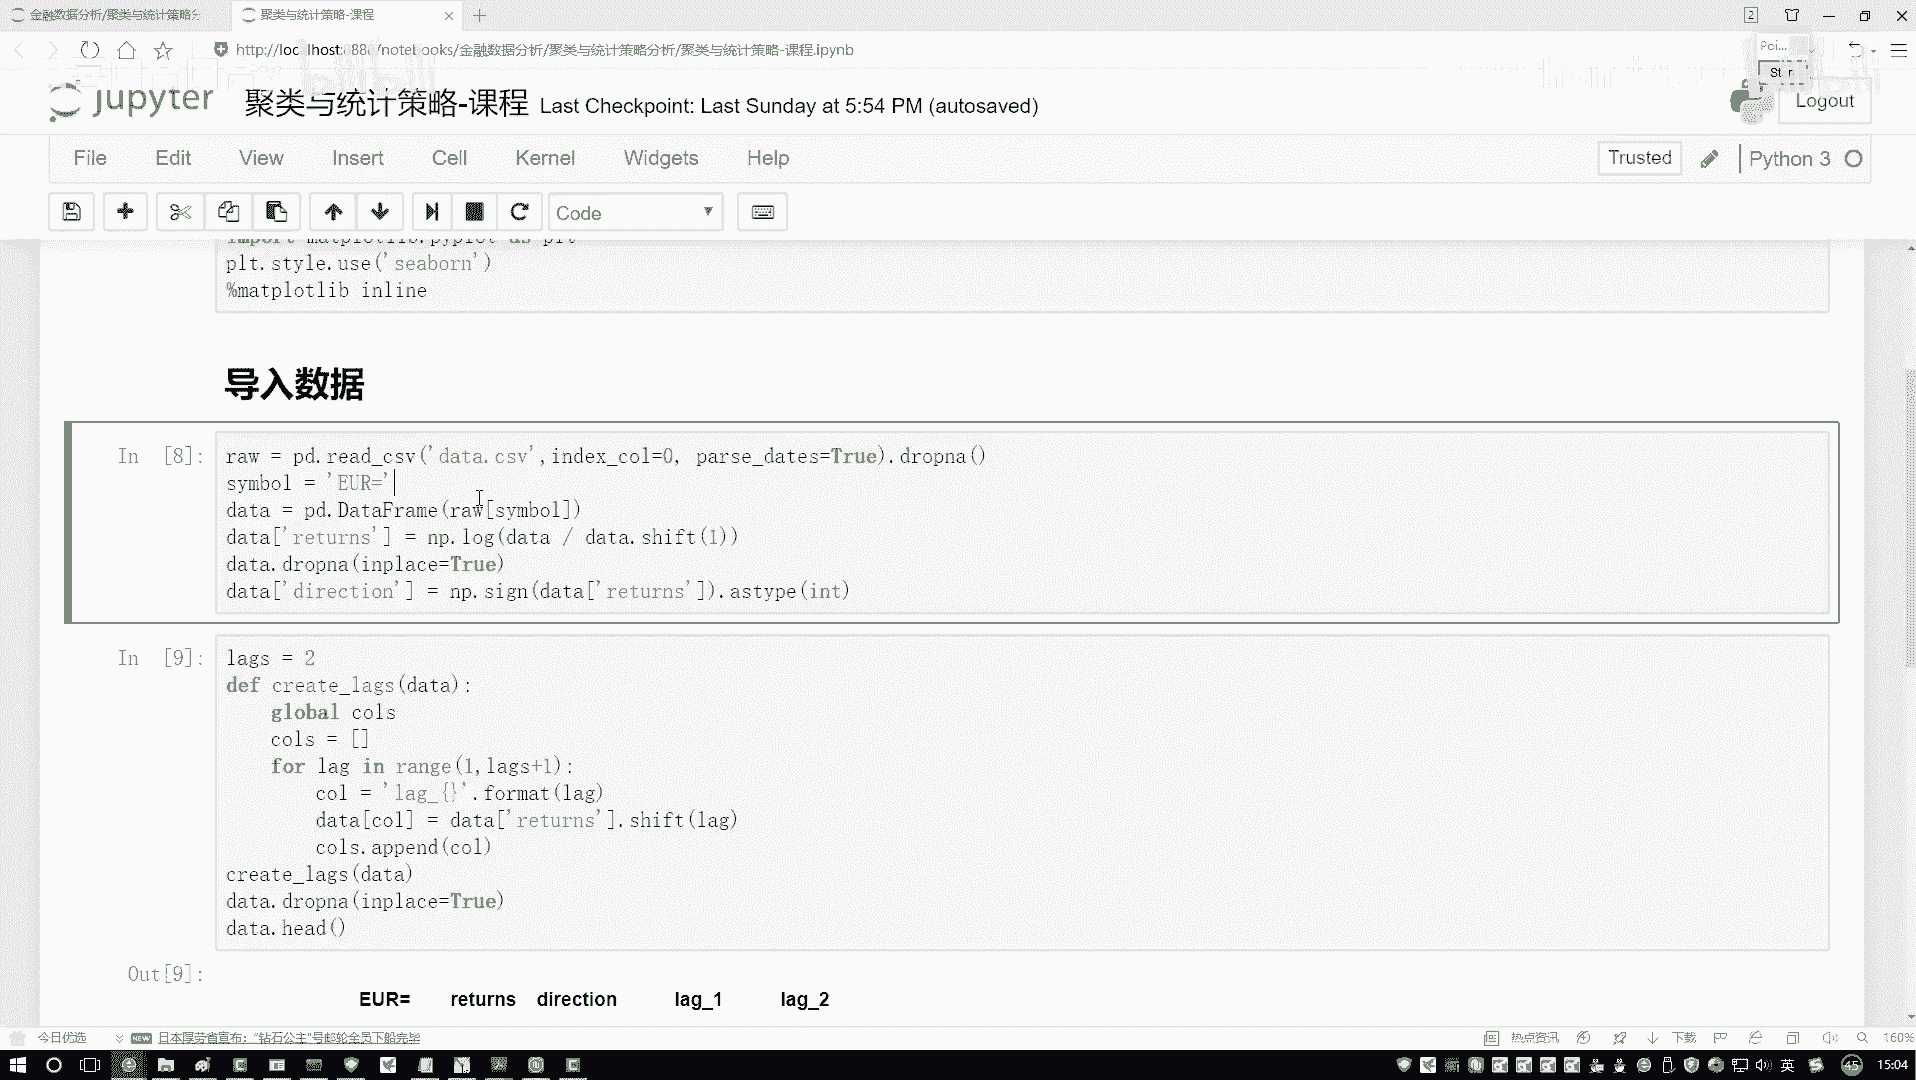 金融数据分析/聚类与统计策略分
聚类与统计策略-课程
2
http://localhost:888/notebooks/金融数据分析/聚类与统计策略分析/聚类与统计策略-课程.ipynb
Poi...
jupyter 聚类与统计策略-课程 Last Checkpoint: Last Sunday at 5:54 PM (autosaved)
Logout
File Edit View Insert Cell Kernel Widgets Help
Trusted Python 3
Code
import matplotlib.pyplot as plt
plt.style.use('seaborn')
%matplotlib inline
导入数据
In [8]:
raw = pd.read_csv('data.csv',index_col=0, parse_dates=True).dropna()
symbol = 'EUR='
data = pd.DataFrame(raw[symbol])
data['returns'] = np.log(data / data.shift(1))
data.dropna(inplace=True)
data['direction'] = np.sign(data['returns']).astype(int)
In [9]:
lags = 2
def create_lags(data):
    global cols
    cols = []
    for lag in range(1,lags+1):
        col = 'lag_{}'.format(lag)
        data[col] = data['returns'].shift(lag)
        cols.append(col)
create_lags(data)
data.dropna(inplace=True)
data.head()
Out[9]:
EUR= returns direction lag_1 lag_2
今日优选 NEW 日本厚劳省宣布:“钻石公主”号邮轮全员下船完毕
热点资讯 下载 160%
英 45 15:04